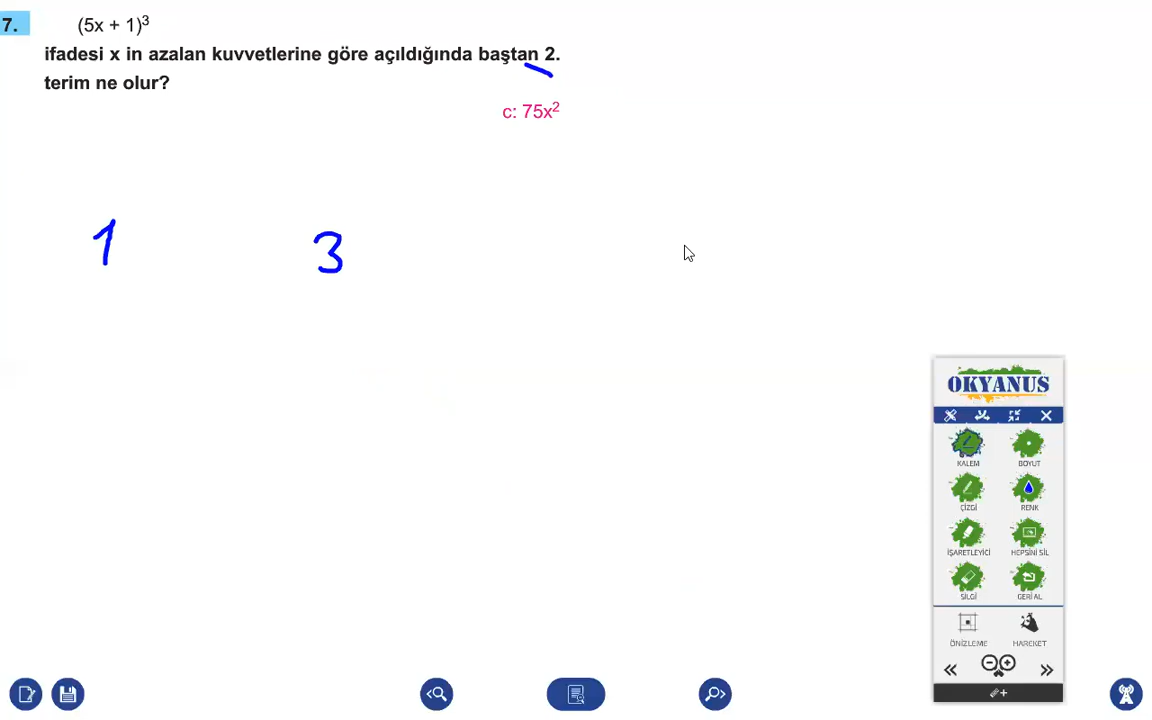 7. (5x + 1)³
ifadesi x in azalan kuvvetlerine göre açıldığında baştan 2.
terim ne olur?
c: 75x²
1 3
OKYANUS
KALEM BOYUT
ÇİZGİ RENK
İŞARETLEYİCİ HEPSİNİ SİL
SİLGİ GERİ AL
ÖNİZLEME HAREKET